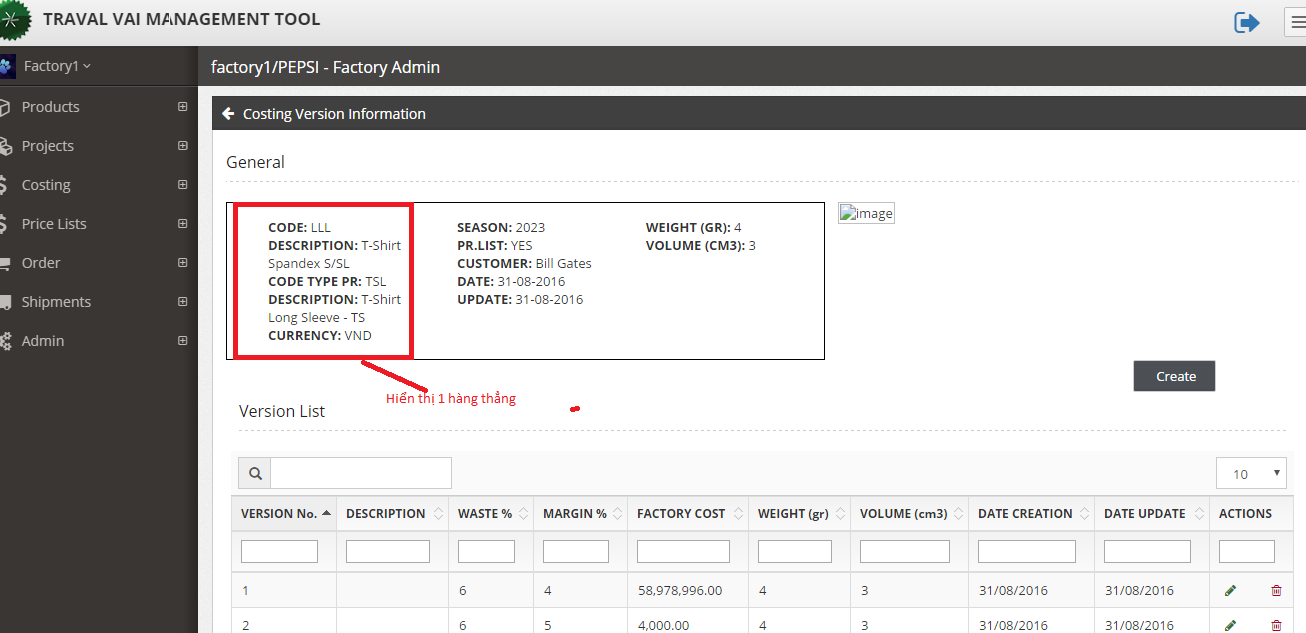 TRAVAL VAI MANAGEMENT TOOL
Factory1
factory1/PEPSI - Factory Admin
Products
Projects
Costing
Price Lists
Order
Shipments
Admin
Costing Version Information
General
CODE: LLL
DESCRIPTION: T-Shirt
Spandex S/SL
CODE TYPE PR: TSL
DESCRIPTION: T-Shirt
Long Sleeve - TS
CURRENCY: VND
SEASON: 2023
PR.LIST: YES
CUSTOMER: Bill Gates
DATE: 31-08-2016
UPDATE: 31-08-2016
WEIGHT (GR): 4
VOLUME (CM3): 3
image
Create
Hiển thị 1 hàng thẳng
Version List
10
VERSION No. DESCRIPTION WASTE % MARGIN % FACTORY COST WEIGHT (gr) VOLUME (cm3) DATE CREATION DATE UPDATE ACTIONS
1 6 4 58,978,996.00 4 3 31/08/2016 31/08/2016
2 6 5 4,000.00 4 3 31/08/2016 31/08/2016